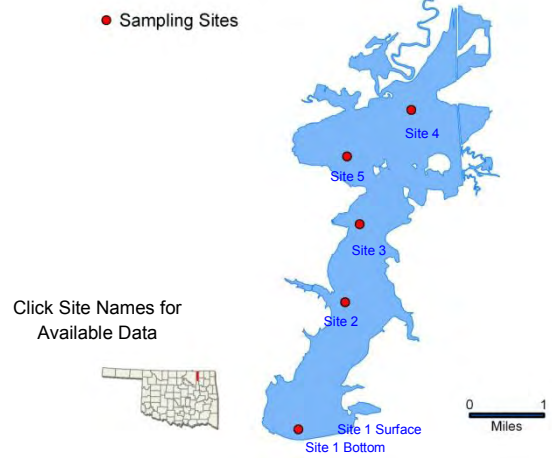 Sampling Sites
Site 4
Site 5
Site 3
Click Site Names for
Available Data
Site 2
0 1
Miles
Site 1 Surface
Site 1 Bottom